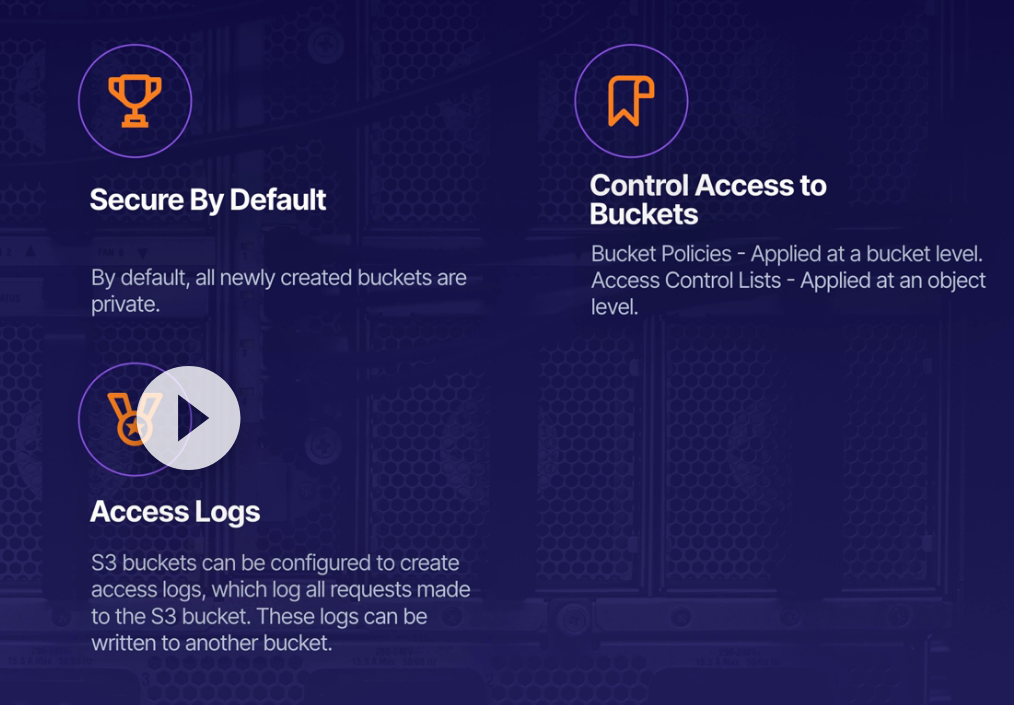 Secure By Default
By default, all newly created buckets are
private.
Control Access to
Buckets
Bucket Policies - Applied at a bucket level.
Access Control Lists - Applied at an object
level.
Access Logs
S3 buckets can be configured to create
access logs, which log all requests made
to the S3 bucket. These logs can be
written to another bucket.